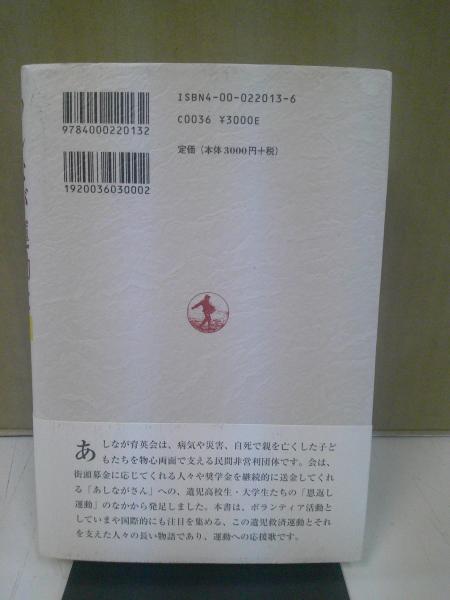 ISBN4-00-022013-6
C0036 ¥3000E
定価（本体3000円+税）
9784000220132
1920036030002
あしなが育英会は、病気や災害、自死で親を亡くした子ど
もたちを物心両面で支える民間非営利団体です。会は、
街頭募金に応じてくれる人々や奨学金を継続的に送金してくれ
る「あしながさん」への、遺児高校生・大学生たちの「恩返し
運動」のなかから発足しました。本書は、ボランティア活動と
していまや国際的にも注目を集める、この遺児救済運動とそれ
を支えた人々の長い物語であり、運動への応援歌です。